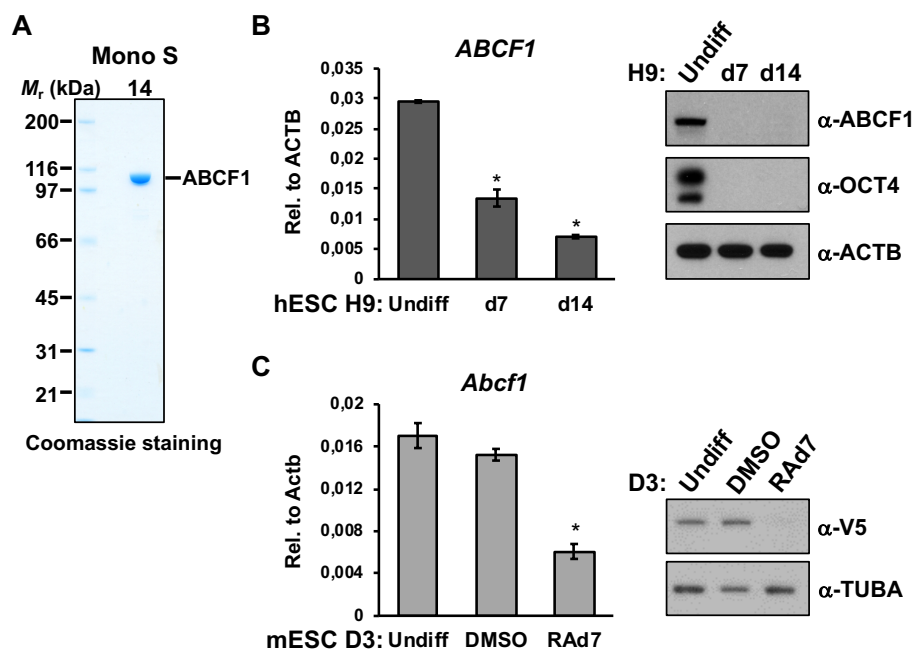 A
Mono S
Mr (kDa) 14
200
116
97
66
45
31
21
ABCF1
Coomassie staining
B
ABCF1
Rel. to ACTB
0,035
0,03
0,025
0,02
0,015
0,01
0,005
0
*
*
hESC H9: Undiff d7 d14
H9: Undiff d7 d14
α-ABCF1
α-OCT4
α-ACTB
C
Abcf1
Rel. to Actb
0,02
0,016
0,012
0,008
0,004
0
*
mESC D3: Undiff DMSO RAd7
D3: Undiff DMSO RAd7
α-V5
α-TUBA